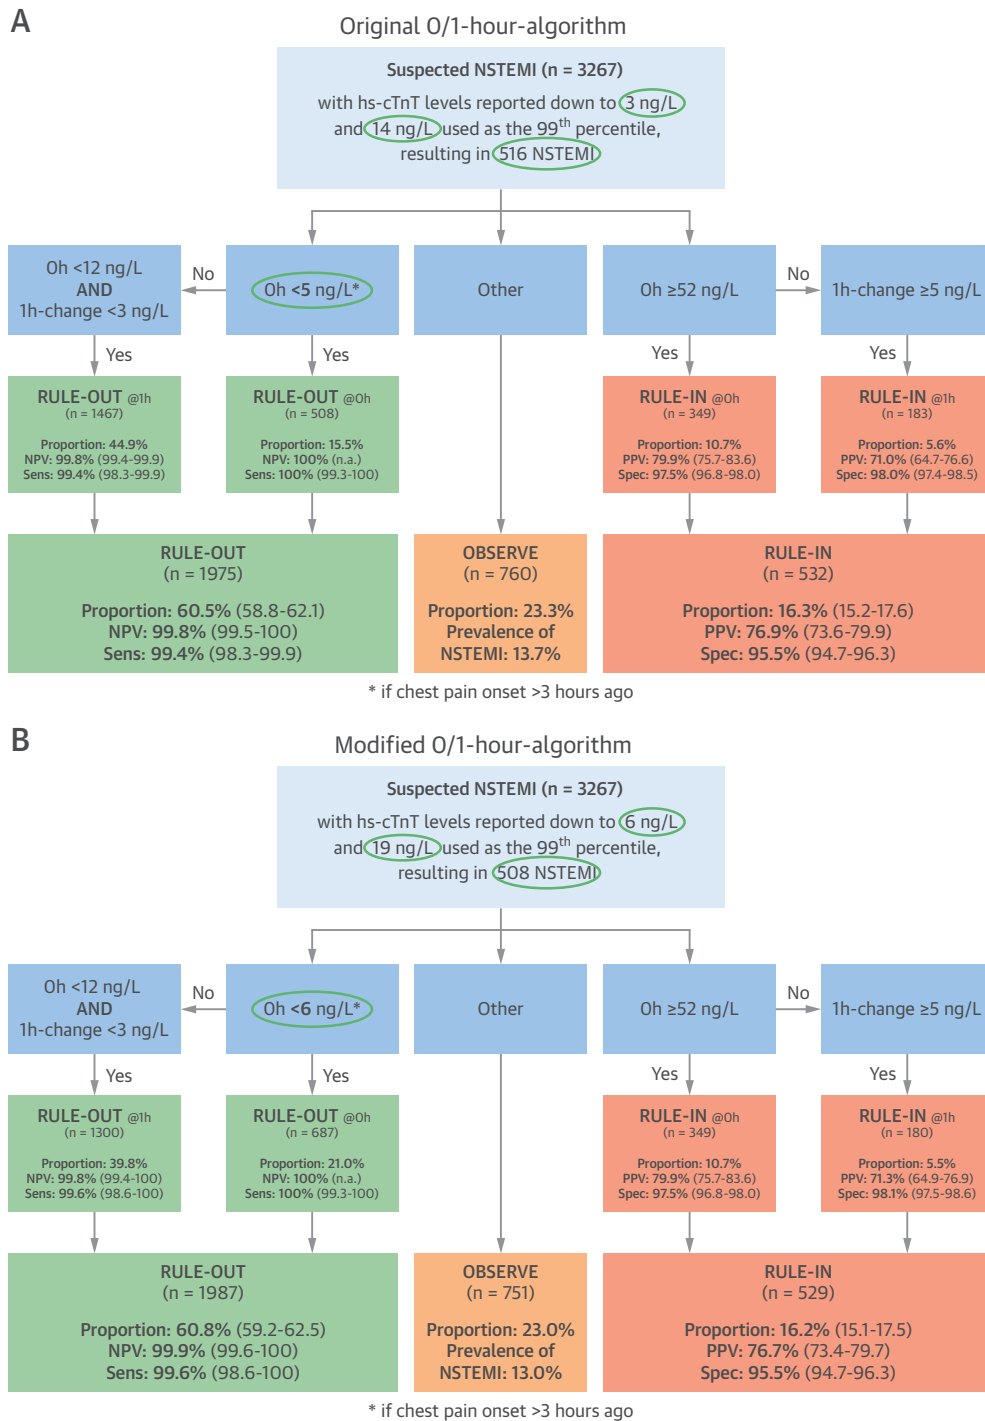 A
Original 0/1-hour-algorithm
Suspected NSTEMI (n = 3267)
with hs-cTnT levels reported down to 3 ng/L
and 14 ng/L used as the 99th percentile,
resulting in 516 NSTEMI
0h <12 ng/L
AND
1h-change <3 ng/L
No
0h <5 ng/L*
Other
0h ≥52 ng/L
No
1h-change ≥5 ng/L
Yes
Yes
Yes
Yes
RULE-OUT @1h
(n = 1467)
Proportion: 44.9%
NPV: 99.8% (99.4-99.9)
Sens: 99.4% (98.3-99.9)
RULE-OUT @0h
(n = 508)
Proportion: 15.5%
NPV: 100% (n.a.)
Sens: 100% (99.3-100)
RULE-IN @0h
(n = 349)
Proportion: 10.7%
PPV: 79.9% (75.7-83.6)
Spec: 97.5% (96.8-98.0)
RULE-IN @1h
(n = 183)
Proportion: 5.6%
PPV: 71.0% (64.7-76.6)
Spec: 98.0% (97.4-98.5)
RULE-OUT
(n = 1975)
Proportion: 60.5% (58.8-62.1)
NPV: 99.8% (99.5-100)
Sens: 99.4% (98.3-99.9)
OBSERVE
(n = 760)
Proportion: 23.3%
Prevalence of
NSTEMI: 13.7%
RULE-IN
(n = 532)
Proportion: 16.3% (15.2-17.6)
PPV: 76.9% (73.6-79.9)
Spec: 95.5% (94.7-96.3)
* if chest pain onset >3 hours ago
B
Modified 0/1-hour-algorithm
Suspected NSTEMI (n = 3267)
with hs-cTnT levels reported down to 6 ng/L
and 19 ng/L used as the 99th percentile,
resulting in 508 NSTEMI
0h <12 ng/L
AND
1h-change <3 ng/L
No
0h <6 ng/L*
Other
0h ≥52 ng/L
No
1h-change ≥5 ng/L
Yes
Yes
Yes
Yes
RULE-OUT @1h
(n = 1300)
Proportion: 39.8%
NPV: 99.8% (99.4-100)
Sens: 99.6% (98.6-100)
RULE-OUT @0h
(n = 687)
Proportion: 21.0%
NPV: 100% (n.a.)
Sens: 100% (99.3-100)
RULE-IN @0h
(n = 349)
Proportion: 10.7%
PPV: 79.9% (75.7-83.6)
Spec: 97.5% (96.8-98.0)
RULE-IN @1h
(n = 180)
Proportion: 5.5%
PPV: 71.3% (64.9-76.9)
Spec: 98.1% (97.5-98.6)
RULE-OUT
(n = 1987)
Proportion: 60.8% (59.2-62.5)
NPV: 99.9% (99.6-100)
Sens: 99.6% (98.6-100)
OBSERVE
(n = 751)
Proportion: 23.0%
Prevalence of
NSTEMI: 13.0%
RULE-IN
(n = 529)
Proportion: 16.2% (15.1-17.5)
PPV: 76.7% (73.4-79.7)
Spec: 95.5% (94.7-96.3)
* if chest pain onset >3 hours ago